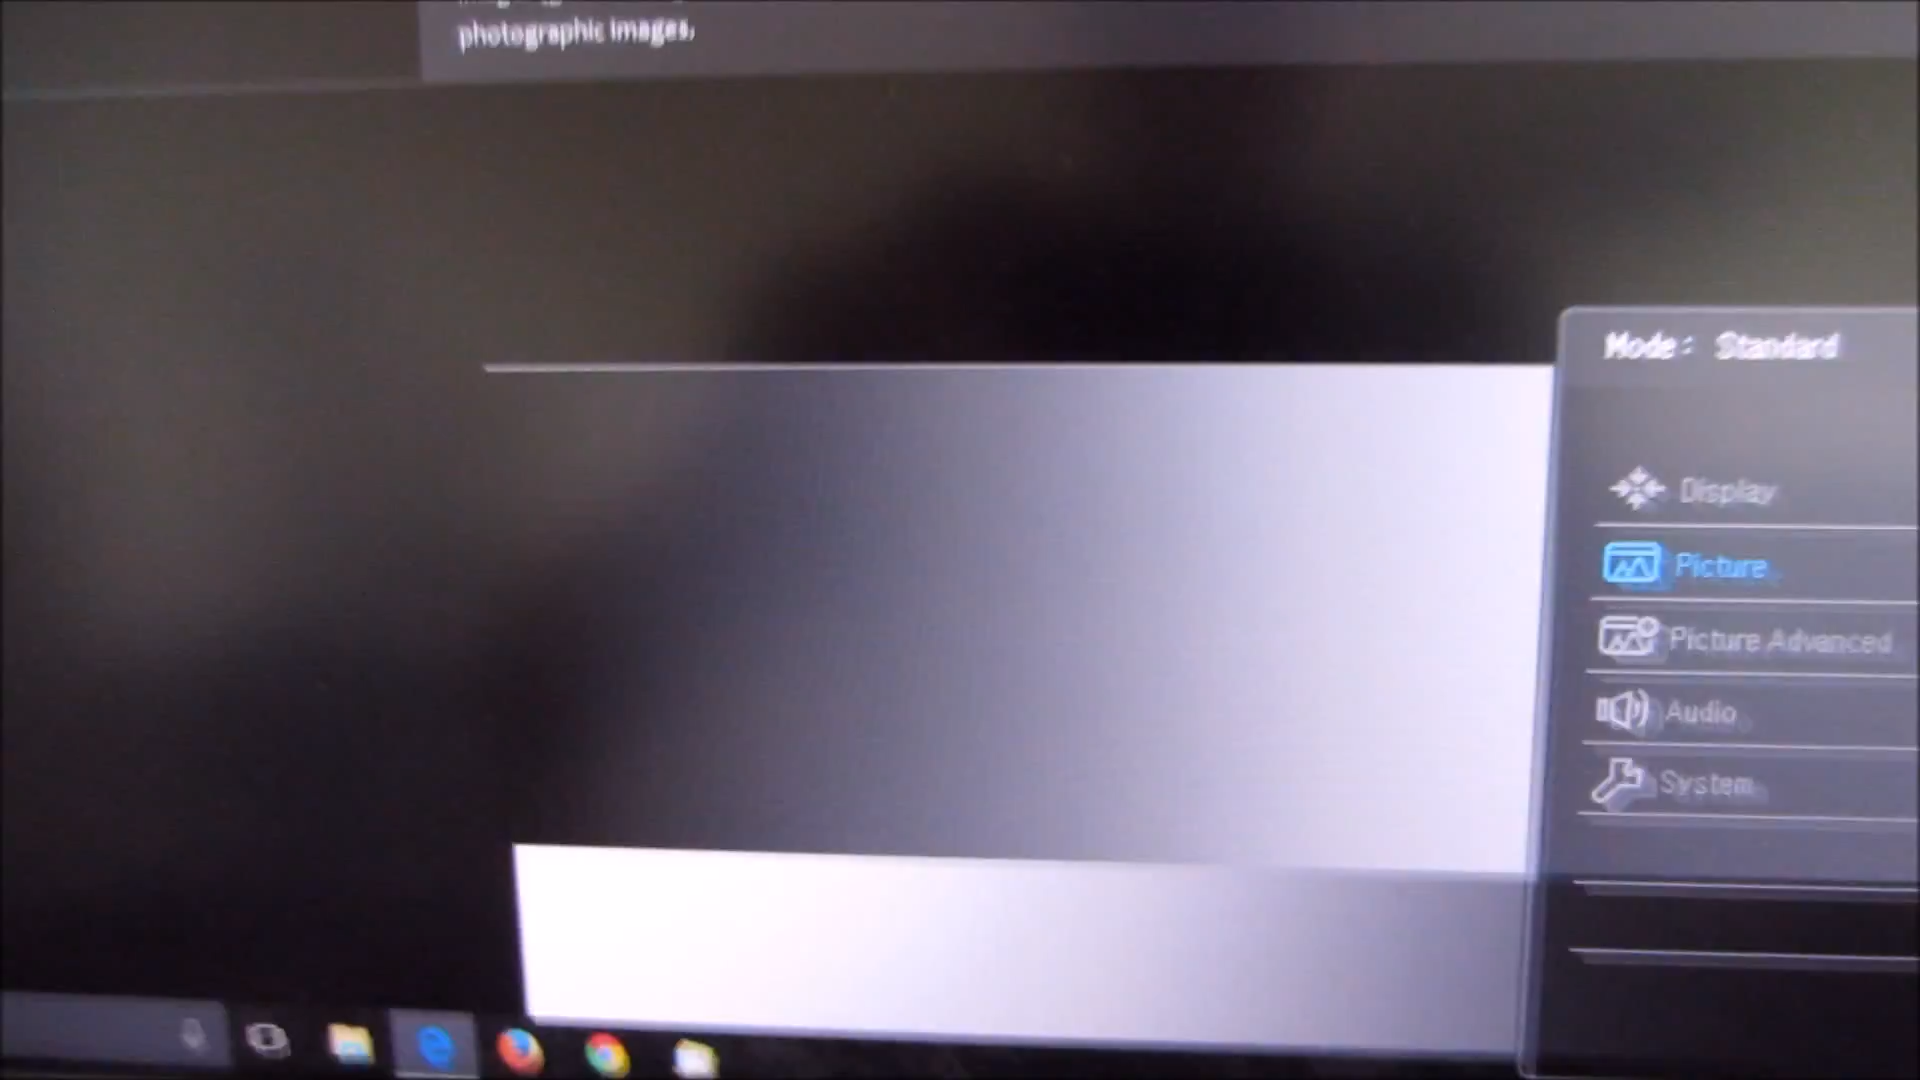 photographic images.
Mode: Standard
Display
Picture
Picture Advanced
Audio
System